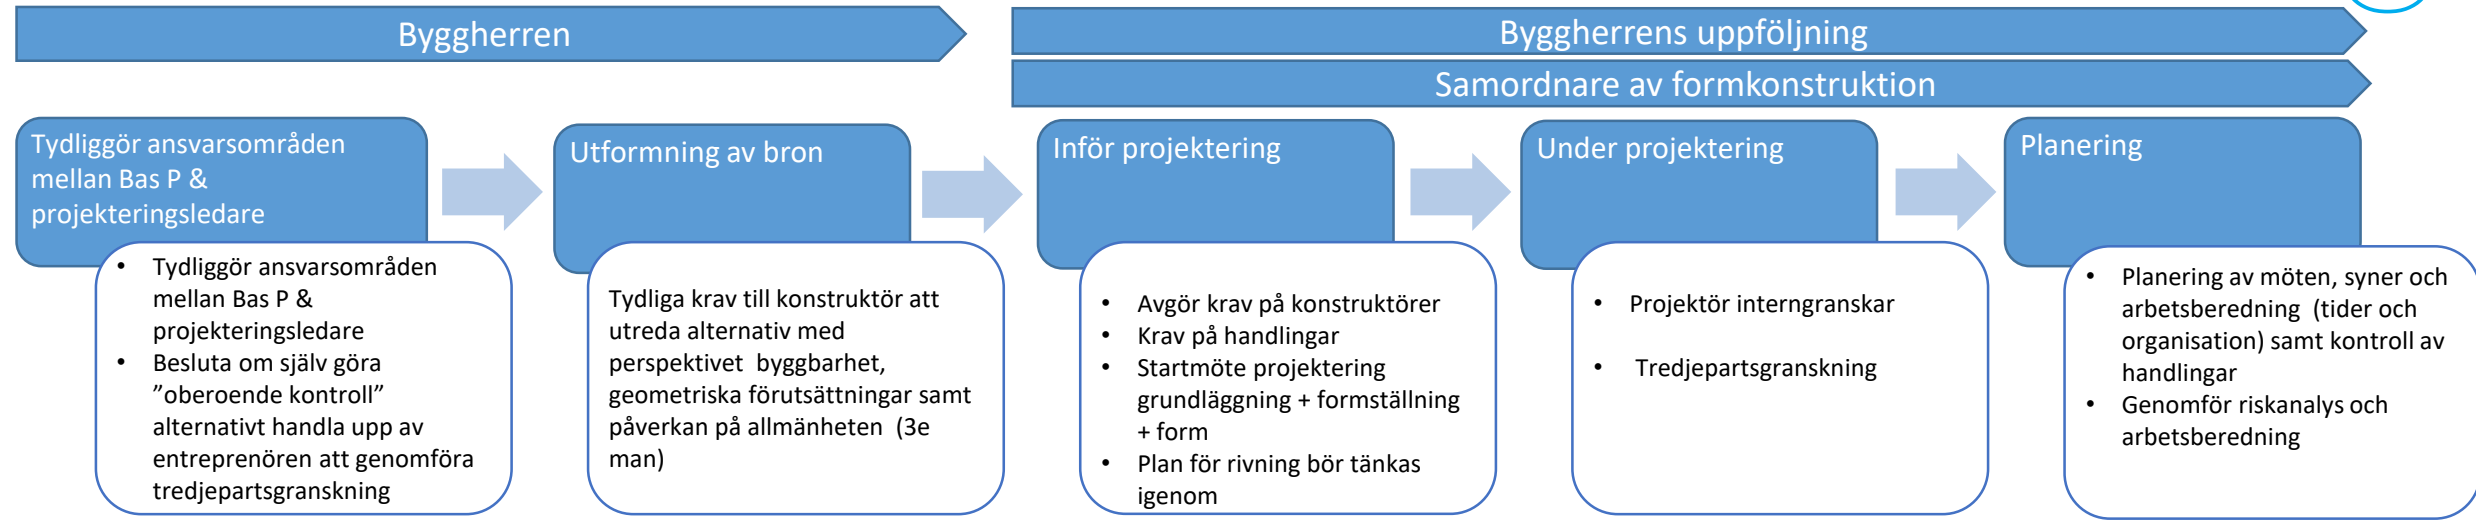 Byggherren
Byggherrens uppföljning
Samordnare av formkonstruktion
Tydliggör ansvarsområden
mellan Bas P &
projekteringsledare
• Tydliggör ansvarsområden
mellan Bas P &
projekteringsledare
• Besluta om själv göra
”oberoende kontroll”
alternativt handla upp av
entreprenören att genomföra
tredjepartsgranskning
Utformning av bron
Tydliga krav till konstruktör att
utreda alternativ med
perspektivet byggbarhet,
geometriska förutsättningar samt
påverkan på allmänheten (3e
man)
Inför projektering
• Avgör krav på konstruktörer
• Krav på handlingar
• Startmöte projektering
grundläggning + formställning
+ form
• Plan för rivning bör tänkas
igenom
Under projektering
• Projektör interngranskar
• Tredjepartsgranskning
Planering
• Planering av möten, syner och
arbetsberedning (tider och
organisation) samt kontroll av
handlingar
• Genomför riskanalys och
arbetsberedning